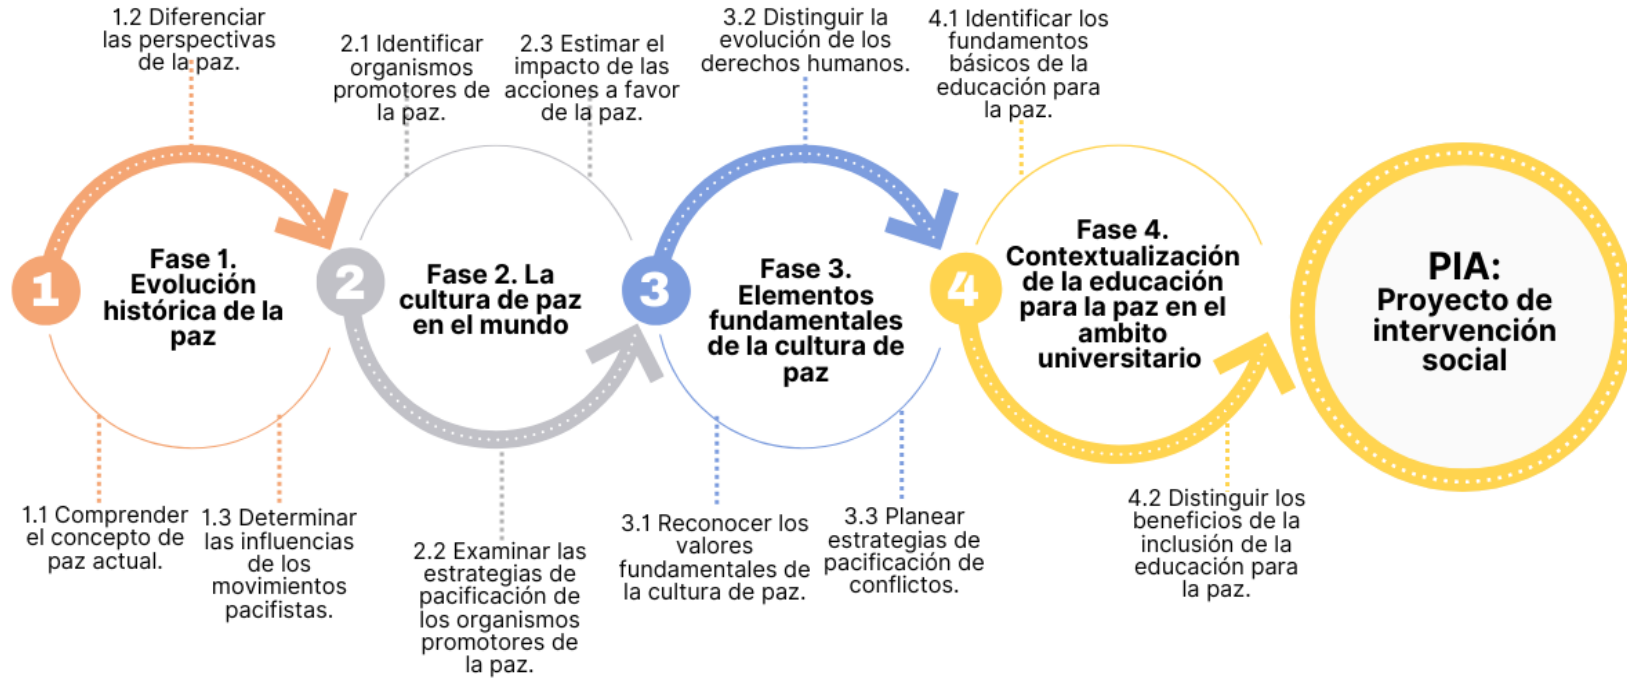 1.2 Diferenciar
las perspectivas
de la paz.
1
Fase 1.
Evolución
histórica de la
paz
1.1 Comprender
el concepto de
paz actual.
1.3 Determinar
las influencias
de los
movimientos
pacifistas.
2.1 Identificar
organismos
promotores de
la paz.
2.3 Estimar el
impacto de las
acciones a favor
de la paz.
2
Fase 2. La
cultura de paz
en el mundo
2.2 Examinar las
estrategias de
pacificación de
los organismos
promotores de
la paz.
3.2 Distinguir la
evolución de los
derechos humanos.
3
Fase 3.
Elementos
fundamentales
de la cultura de
paz
3.1 Reconocer los
valores
fundamentales de
la cultura de paz.
3.3 Planear
estrategias de
pacificación de
conflictos.
4.1 Identificar los
fundamentos
básicos de la
educación para
la paz.
4
Fase 4.
Contextualización
de la educación
para la paz en el
ambito
universitario
4.2 Distinguir los
beneficios de la
inclusión de la
educación para
la paz.
PIA:
Proyecto de
intervención
social